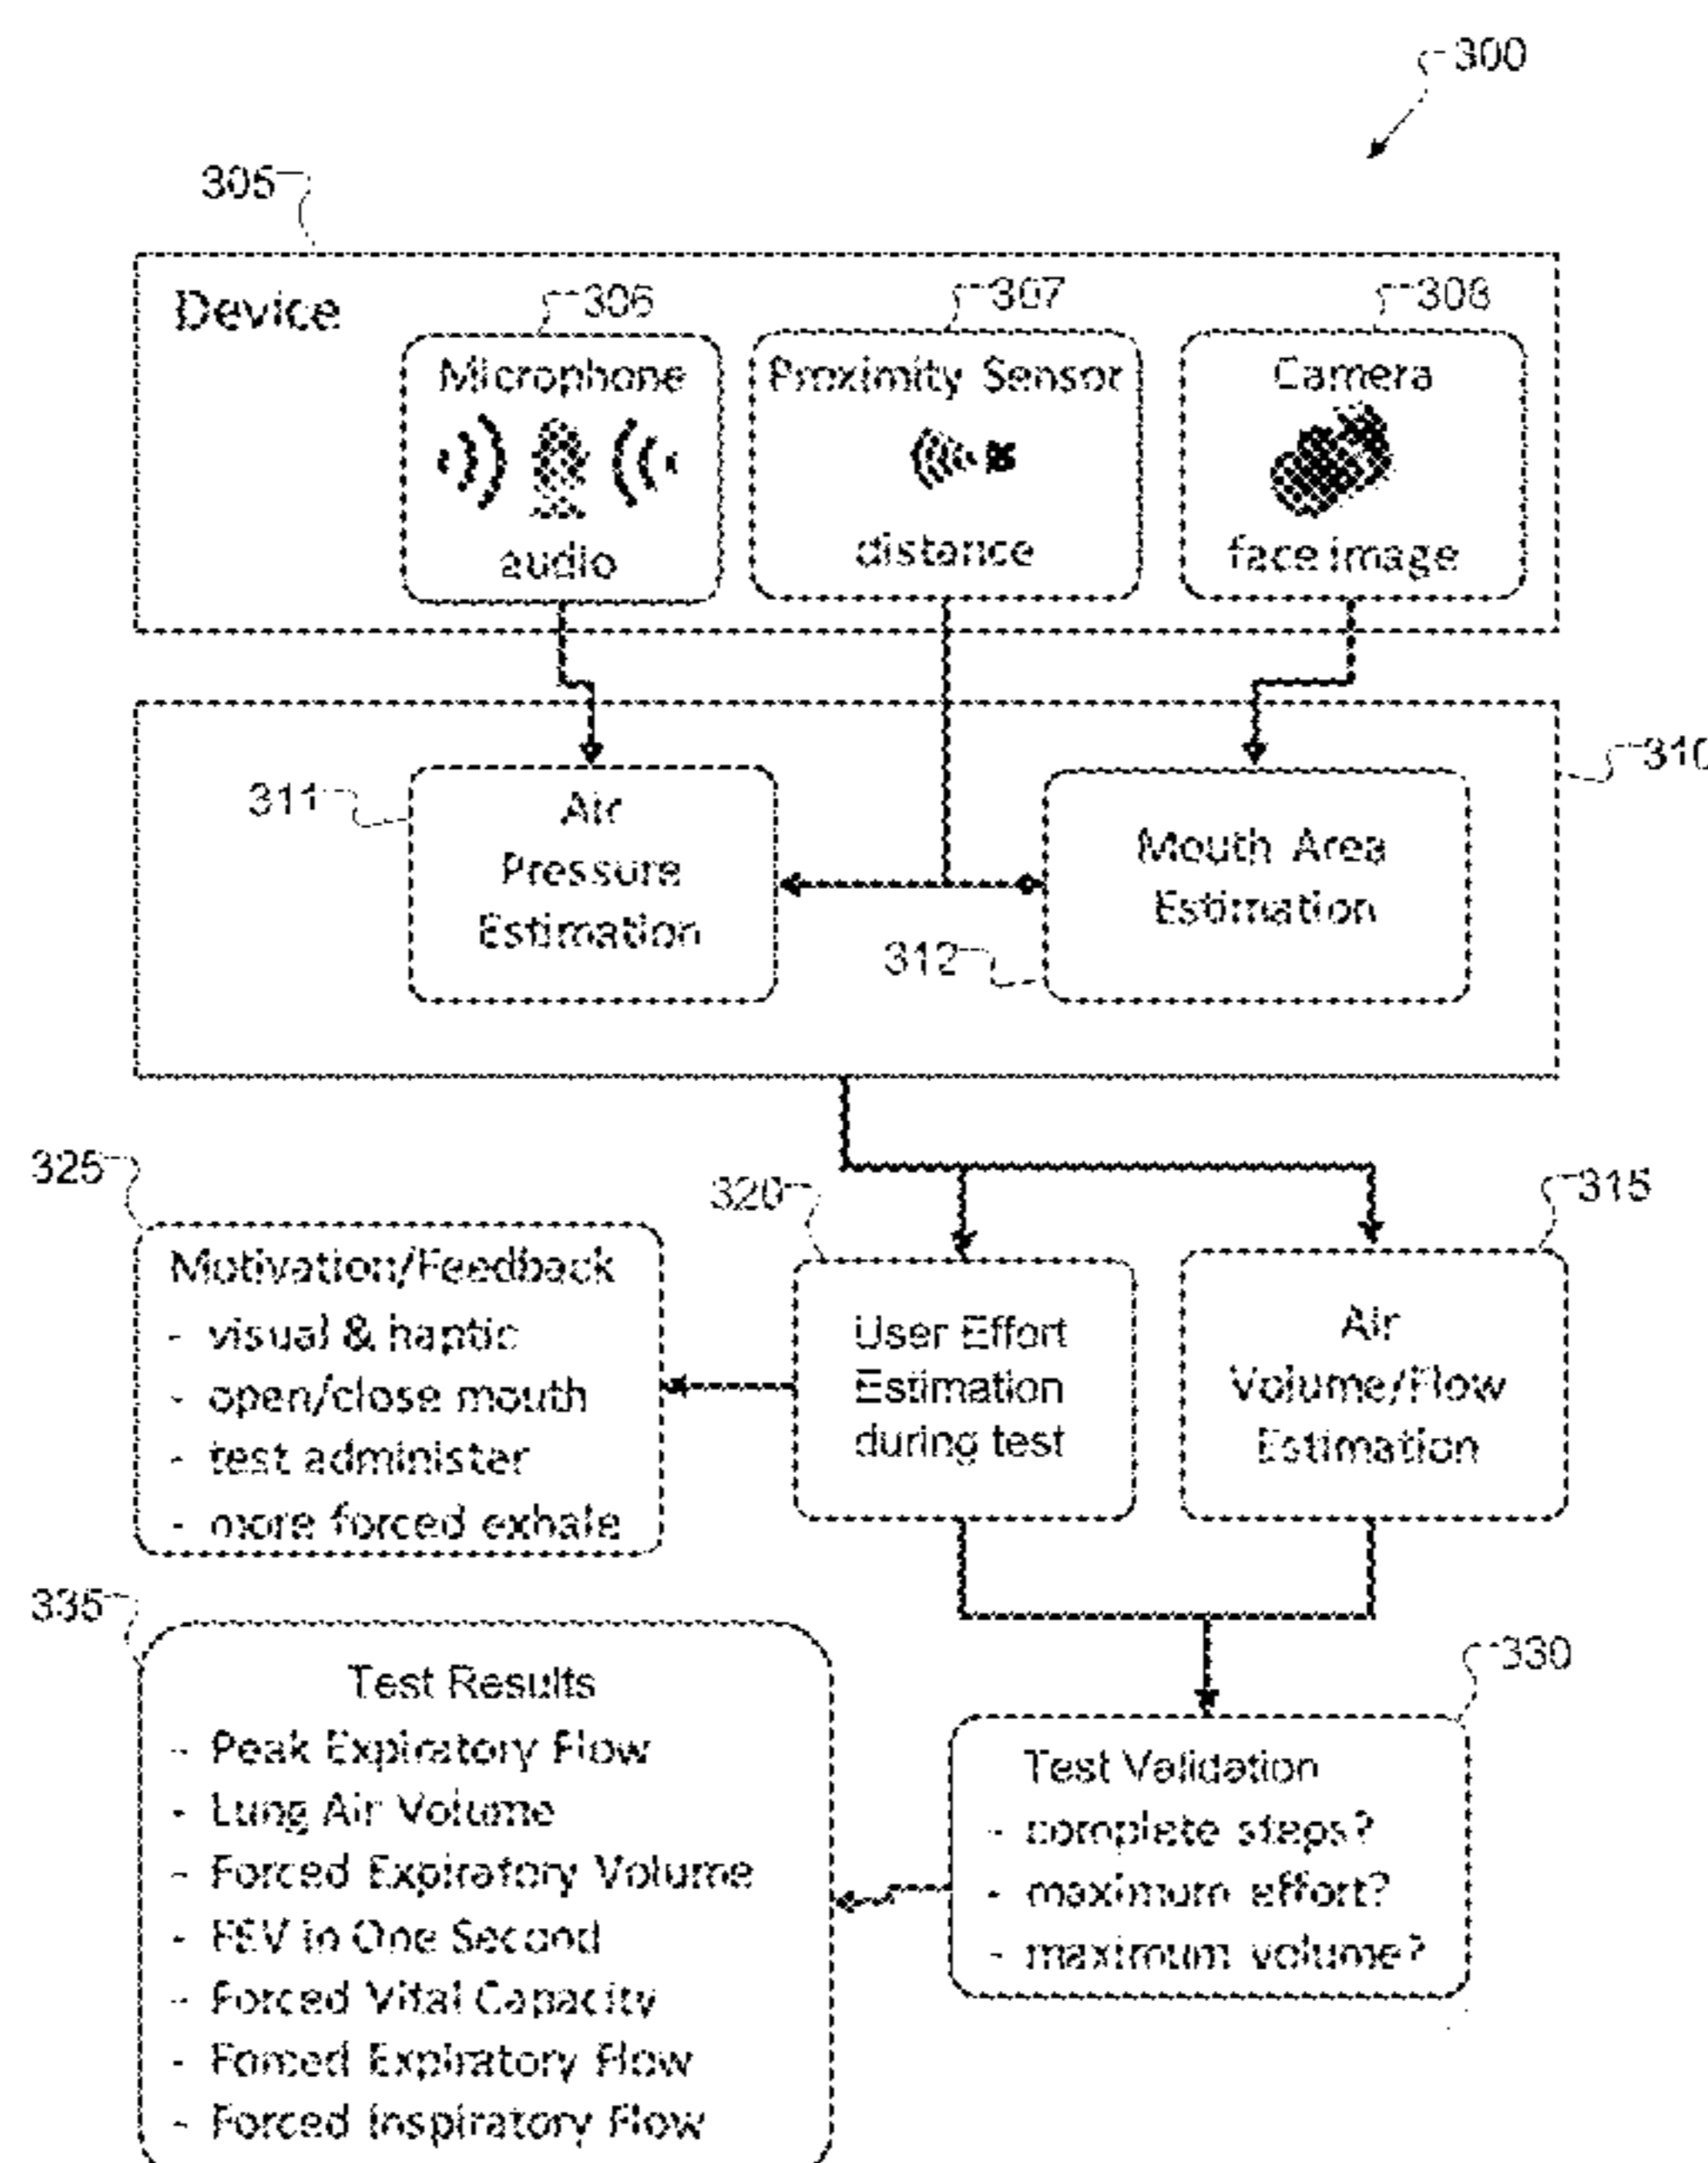 300
305
Device
306
307
308
Microphone
Proximity Sensor
Camera
audio
distance
face image
310
311
Air
Pressure
Estimation
Mouth Area
Estimation
312
325
320
315
Motivation/Feedback
- visual & haptic
- open/close mouth
- test administer
- more forced exhale
User Effort
Estimation
during test
Air
Volume/Flow
Estimation
335
330
Test Results
- Peak Expiratory Flow
- Lung Air Volume
- Forced Expiratory Volume
- FEV in One Second
- Forced Vital Capacity
- Forced Expiratory Flow
- Forced Inspiratory Flow
Test Validation
- complete steps?
- maximum effort?
- maximum volume?